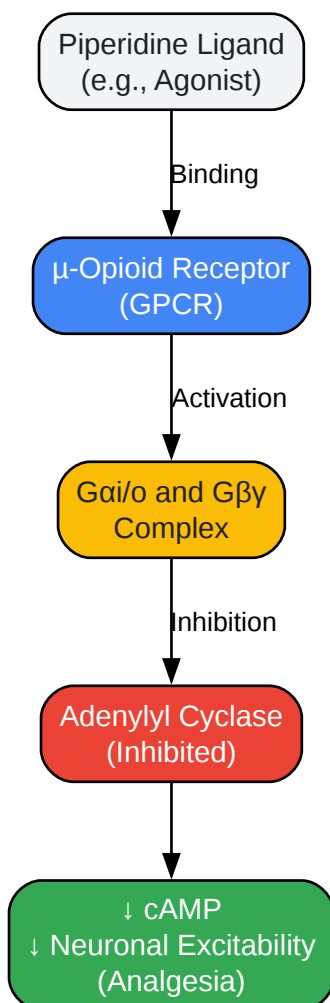 Piperidine Ligand
(e.g., Agonist)
Binding
μ-Opioid Receptor
(GPCR)
Activation
Gαi/o and Gβγ
Complex
Inhibition
Adenylyl Cyclase
(Inhibited)
↓ cAMP
↓ Neuronal Excitability
(Analgesia)